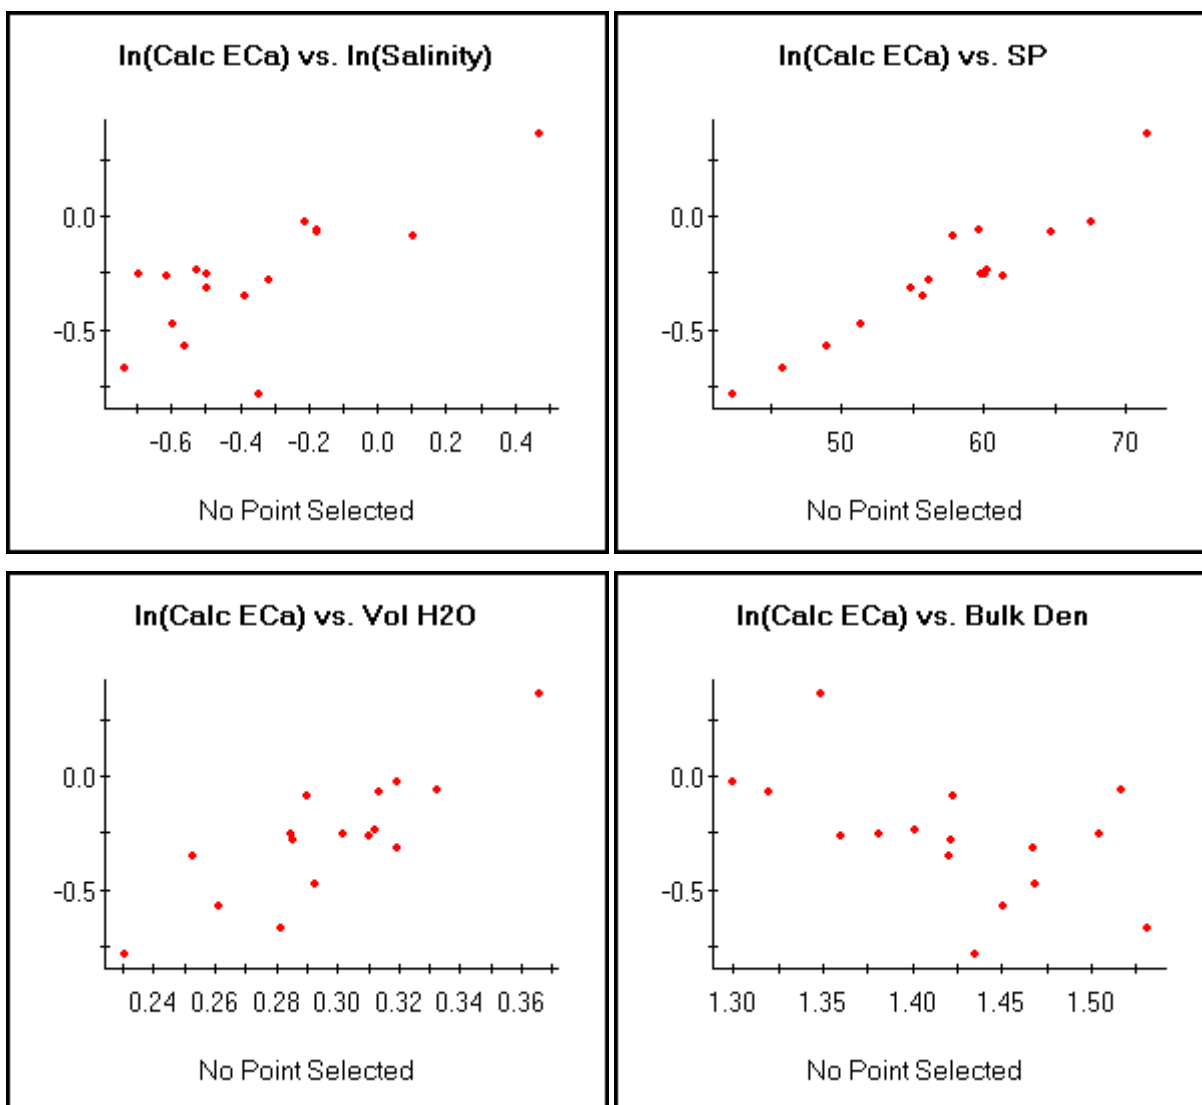 ln(Calc ECa) vs. ln(Salinity)
0.0
-0.5
-0.6 -0.4 -0.2 0.0 0.2 0.4
No Point Selected
ln(Calc ECa) vs. SP
0.0
-0.5
50 60 70
No Point Selected
ln(Calc ECa) vs. Vol H2O
0.0
-0.5
0.24 0.26 0.28 0.30 0.32 0.34 0.36
No Point Selected
ln(Calc ECa) vs. Bulk Den
0.0
-0.5
1.30 1.35 1.40 1.45 1.50
No Point Selected